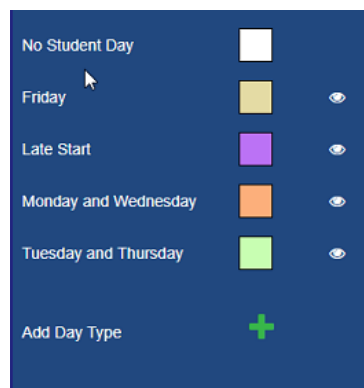 No Student Day
Friday
Late Start
Monday and Wednesday
Tuesday and Thursday
Add Day Type